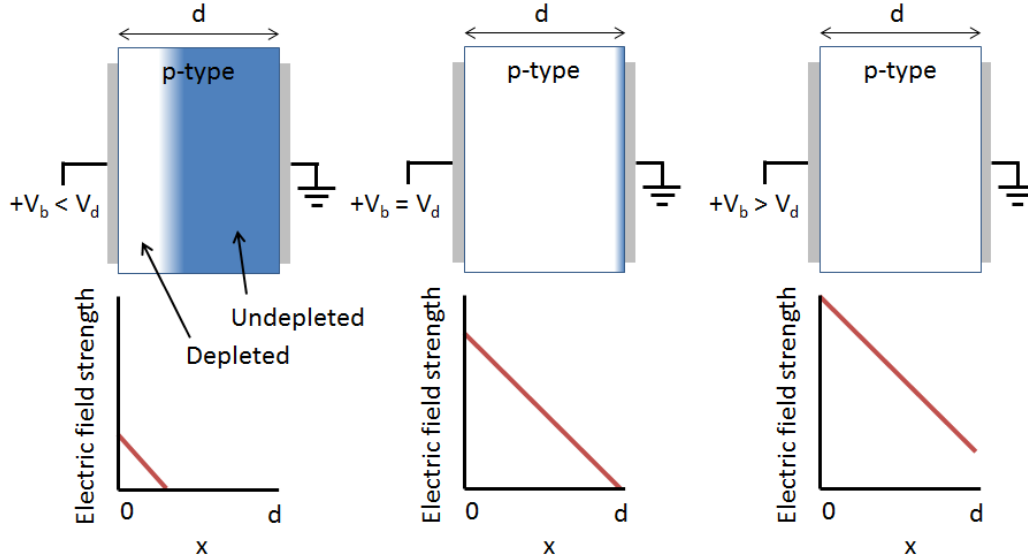 d
d
d
p-type
p-type
p-type
+V_b < V_d
+V_b = V_d
+V_b > V_d
Undepleted
Depleted
Electric field strength
Electric field strength
Electric field strength
0
d
0
d
0
d
x
x
x